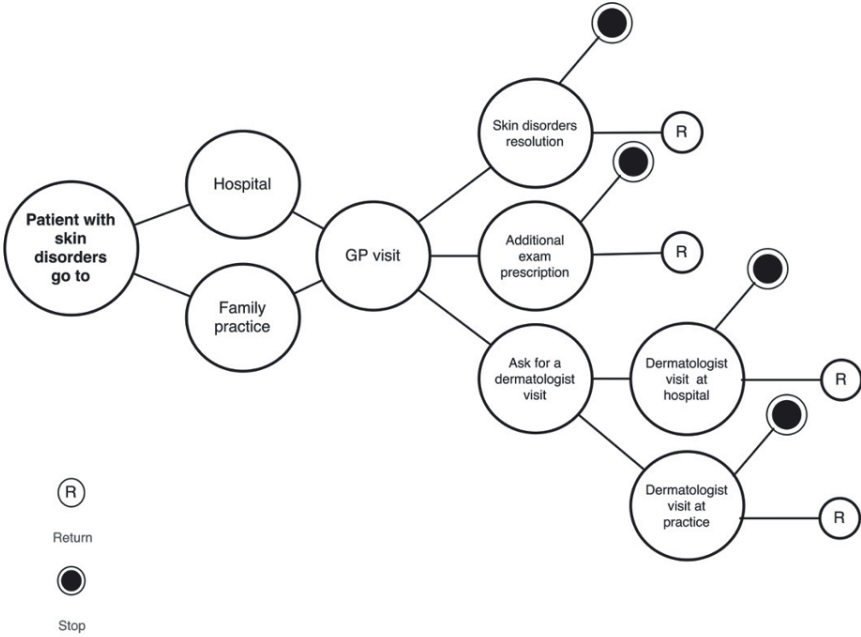 Patient with
skin
disorders
go to
Hospital
Family
practice
GP visit
Skin disorders
resolution
R
Additional
exam
prescription
R
Ask for a
dermatologist
visit
Dermatologist
visit at
hospital
R
Dermatologist
visit at
practice
R
R
Return
Stop